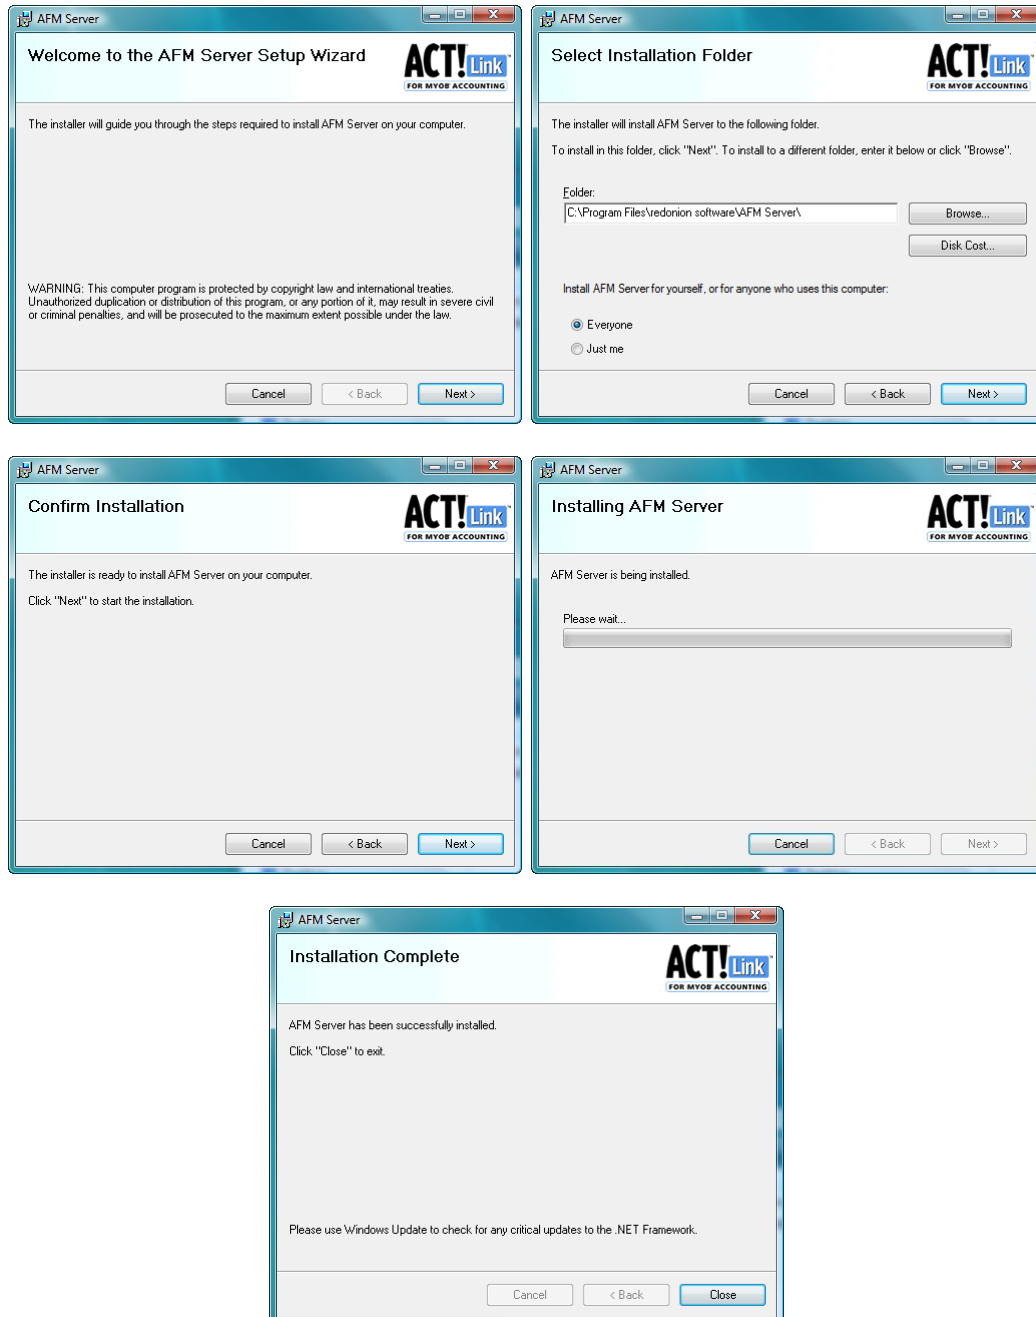 AFM Server
Welcome to the AFM Server Setup Wizard
ACT! Link™
FOR MYOB ACCOUNTING
The installer will guide you through the steps required to install AFM Server on your computer.
WARNING: This computer program is protected by copyright law and international treaties.
Unauthorized duplication or distribution of this program, or any portion of it, may result in severe civil
or criminal penalties, and will be prosecuted to the maximum extent possible under the law.
Cancel
< Back
Next >
AFM Server
Select Installation Folder
ACT! Link™
FOR MYOB ACCOUNTING
The installer will install AFM Server to the following folder.
To install in this folder, click "Next". To install to a different folder, enter it below or click "Browse".
Folder:
C:\Program Files\redonion software\AFM Server\
Browse...
Disk Cost...
Install AFM Server for yourself, or for anyone who uses this computer:
Everyone
Just me
Cancel
< Back
Next >
AFM Server
Confirm Installation
ACT! Link™
FOR MYOB ACCOUNTING
The installer is ready to install AFM Server on your computer.
Click "Next" to start the installation.
Cancel
< Back
Next >
AFM Server
Installing AFM Server
ACT! Link™
FOR MYOB ACCOUNTING
AFM Server is being installed.
Please wait...
Cancel
< Back
Next >
AFM Server
Installation Complete
ACT! Link™
FOR MYOB ACCOUNTING
AFM Server has been successfully installed.
Click "Close" to exit.
Please use Windows Update to check for any critical updates to the .NET Framework.
Cancel
< Back
Close